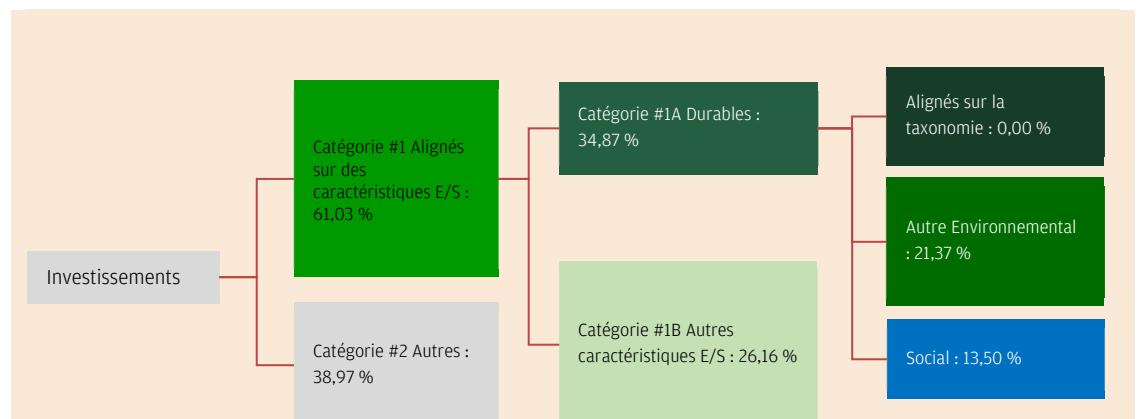 Investissements
Catégorie #1 Alignés
sur des
caractéristiques E/S :
61,03 %
Catégorie #2 Autres :
38,97 %
Catégorie #1A Durables :
34,87 %
Catégorie #1B Autres
caractéristiques E/S : 26,16 %
Alignés sur la
taxonomie : 0,00 %
Autre Environnemental
: 21,37 %
Social : 13,50 %